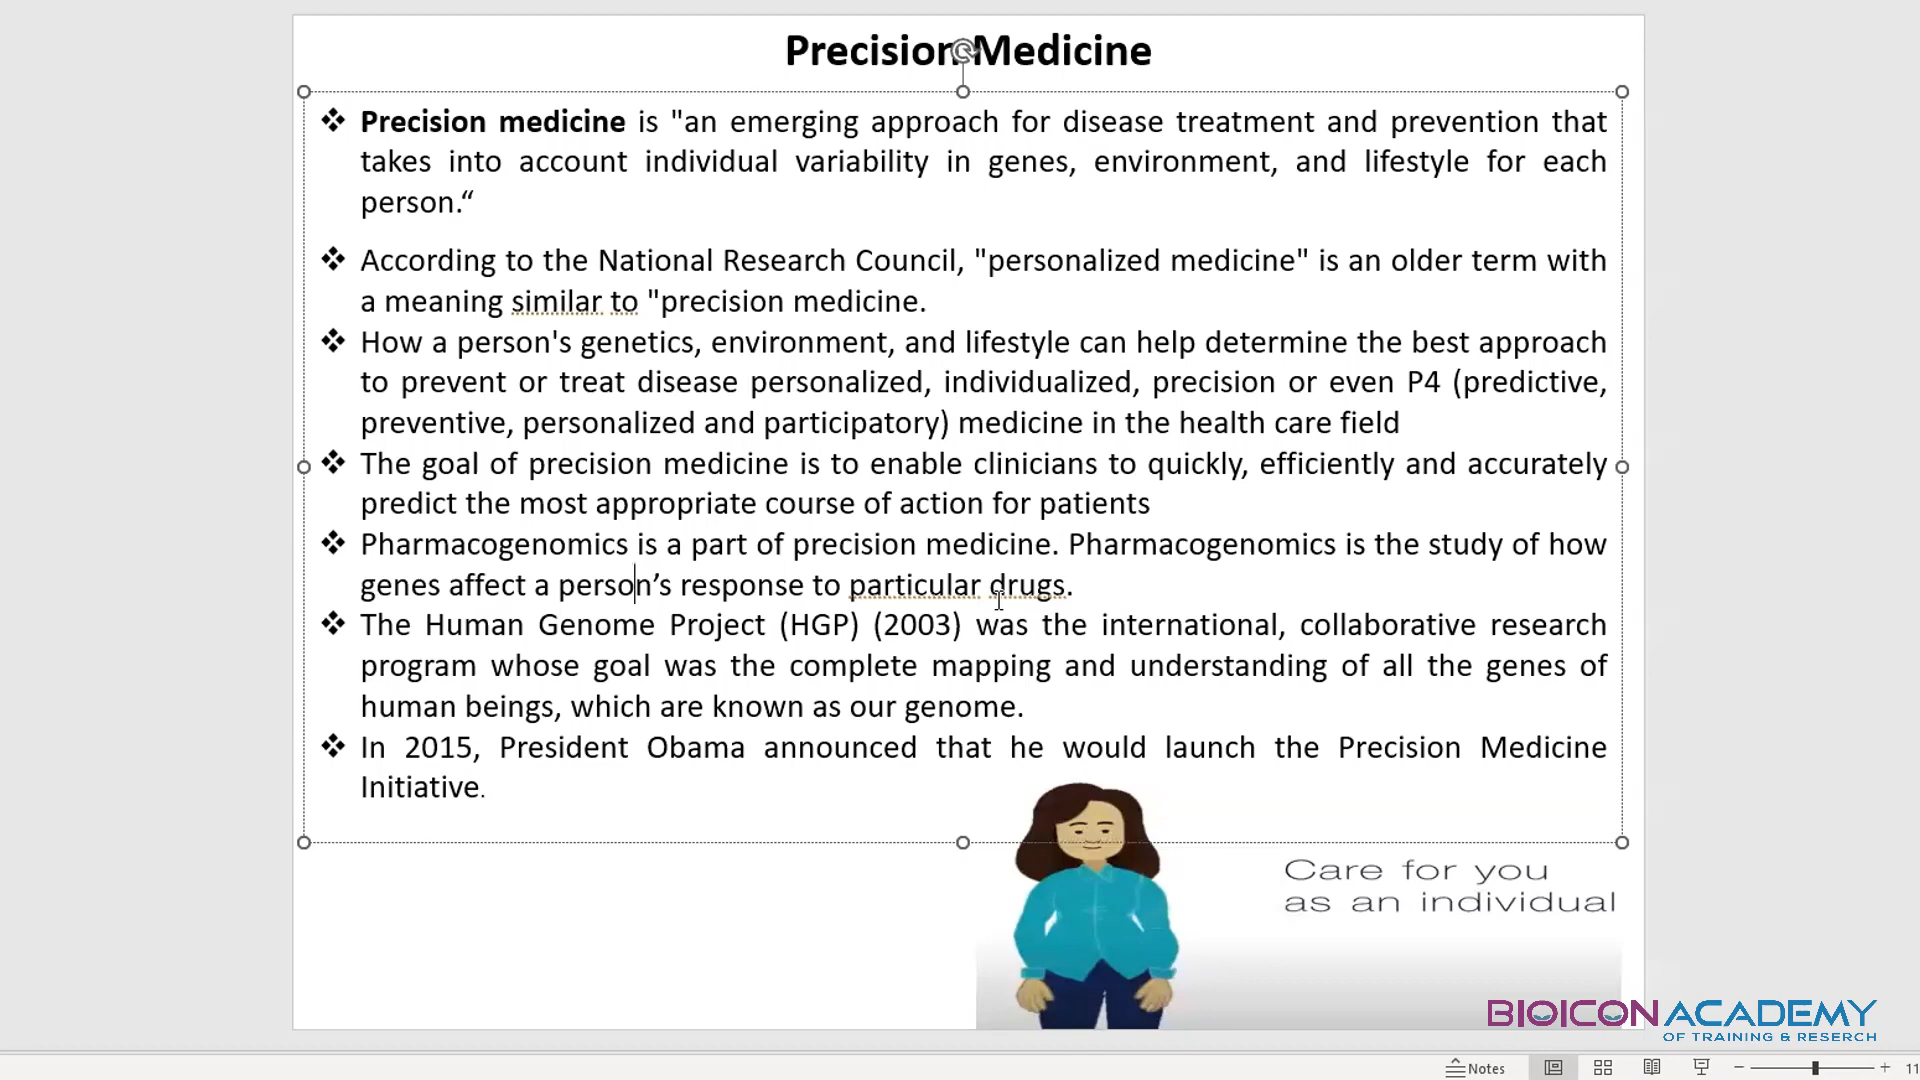 Precision Medicine
❖ Precision medicine is "an emerging approach for disease treatment and prevention that
takes into account individual variability in genes, environment, and lifestyle for each
person.“
❖ According to the National Research Council, "personalized medicine" is an older term with
a meaning similar to "precision medicine.
❖ How a person's genetics, environment, and lifestyle can help determine the best approach
to prevent or treat disease personalized, individualized, precision or even P4 (predictive,
preventive, personalized and participatory) medicine in the health care field
❖ The goal of precision medicine is to enable clinicians to quickly, efficiently and accurately
predict the most appropriate course of action for patients
❖ Pharmacogenomics is a part of precision medicine. Pharmacogenomics is the study of how
genes affect a person’s response to particular drugs.
❖ The Human Genome Project (HGP) (2003) was the international, collaborative research
program whose goal was the complete mapping and understanding of all the genes of
human beings, which are known as our genome.
❖ In 2015, President Obama announced that he would launch the Precision Medicine
Initiative.
Care for you
as an individual
BIOICON ACADEMY
OF TRAINING & RESERCH
Notes
11